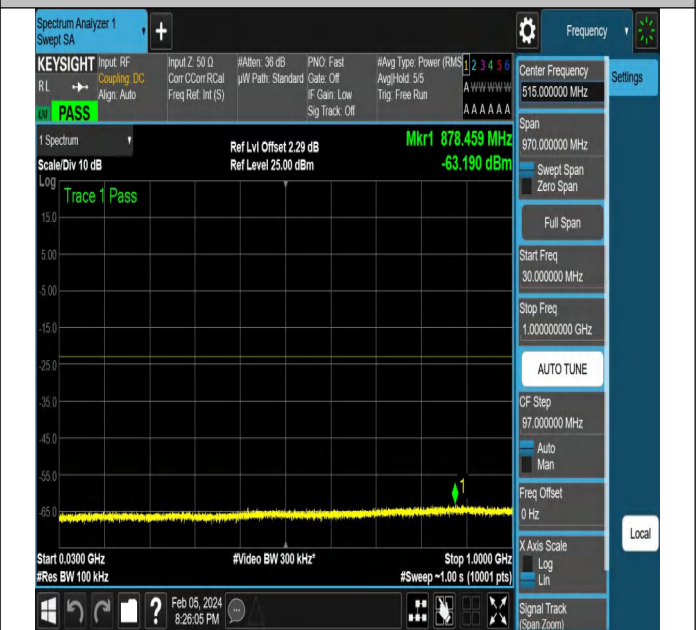 Spectrum Analyzer 1
Swept SA
+
Frequency
KEYSIGHT
RL
Input: RF
Coupling: DC
Align: Auto
Input Z: 50 Ω
Corr CCorr RCal
Freq Ref: Int (S)
#Atten: 36 dB
µW Path: Standard
PNO: Fast
Gate: Off
IF Gain: Low
Sig Track: Off
#Avg Type: Power (RMS
Avg|Hold: 5/5
Trig: Free Run
1 2 3 4 5 6
A W W W W W
A A A A A A
PASS
1 Spectrum
Scale/Div 10 dB
Log
Ref Lvl Offset 2.29 dB
Ref Level 25.00 dBm
Mkr1 878.459 MHz
-63.190 dBm
Trace 1 Pass
15.0
5.00
-5.00
-15.0
-25.0
-35.0
-45.0
-55.0
-65.0
1
Start 0.0300 GHz
#Res BW 100 kHz
#Video BW 300 kHz*
Stop 1.0000 GHz
#Sweep ~1.00 s (10001 pts)
Center Frequency
515.000000 MHz
Settings
Span
970.000000 MHz
Swept Span
Zero Span
Full Span
Start Freq
30.000000 MHz
Stop Freq
1.000000000 GHz
AUTO TUNE
CF Step
97.000000 MHz
Auto
Man
Freq Offset
0 Hz
X Axis Scale
Log
Lin
Local
Signal Track
(Span Zoom)
?
Feb 05, 2024
8:26:05 PM